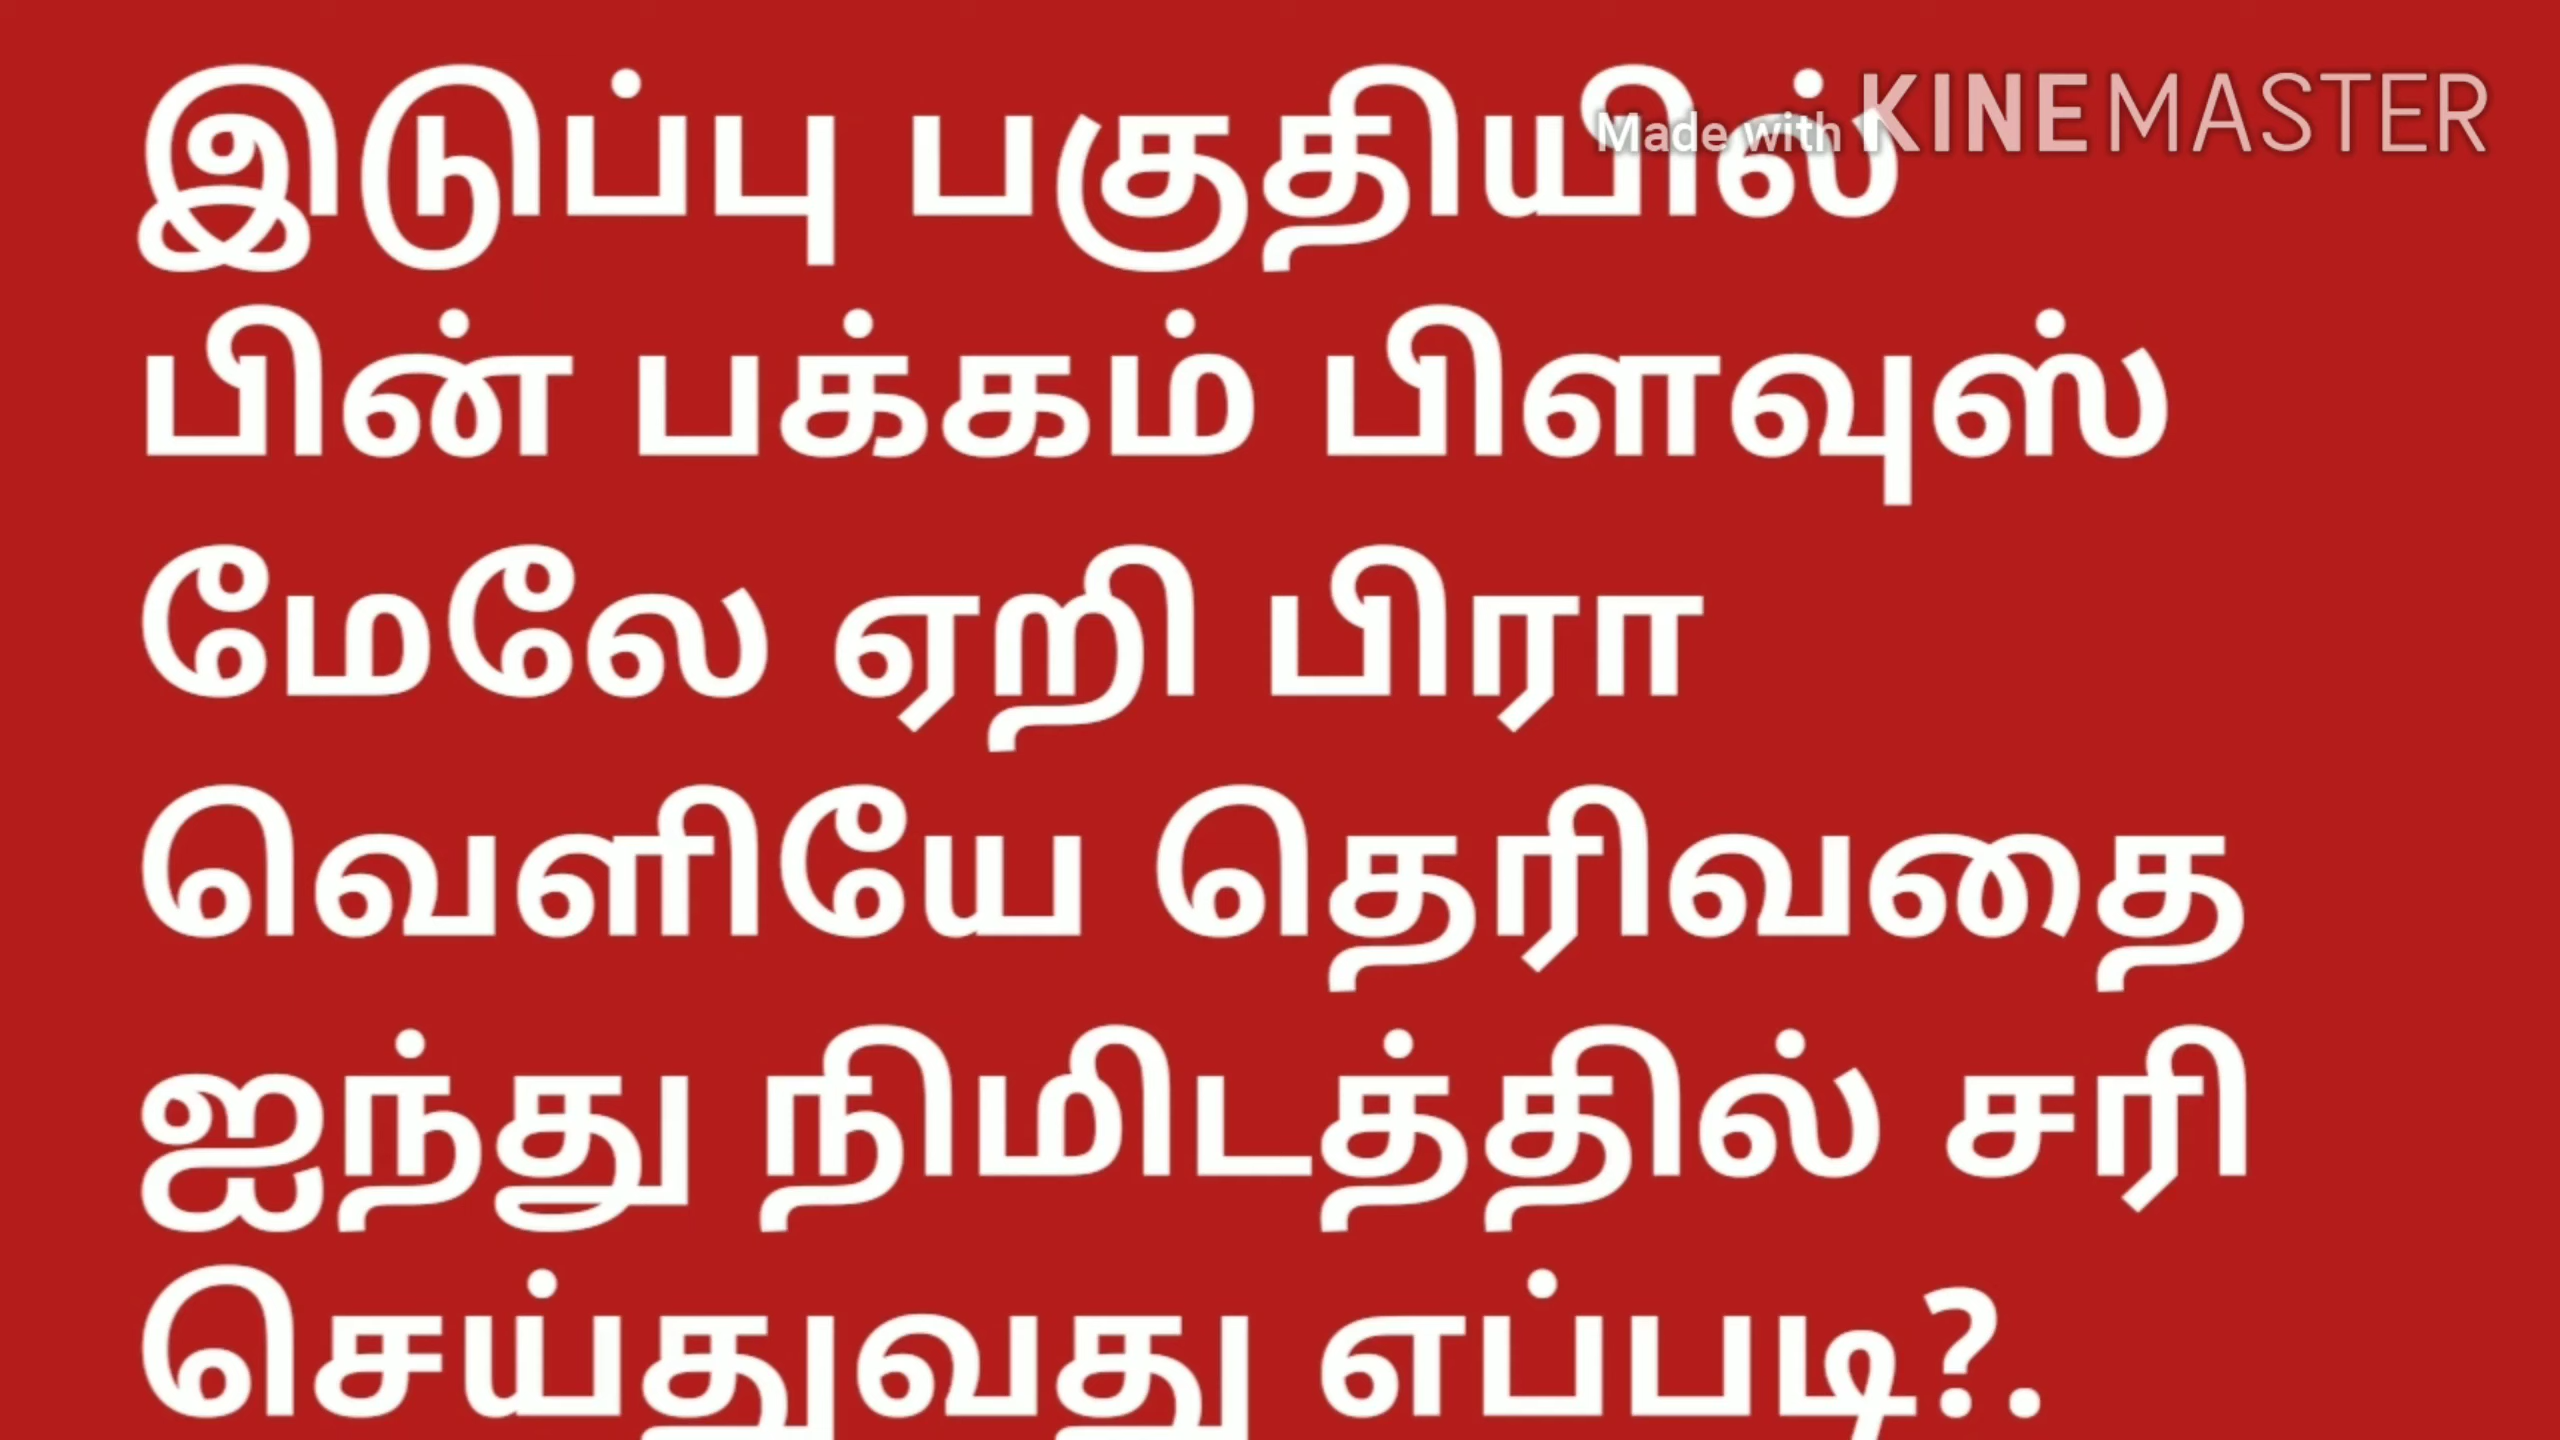 இடுப்பு பகுதியில்
Made with KINEMASTER
பின் பக்கம் பிளவுஸ்
மேலே ஏறி பிரா
வெளியே தெரிவதை
ஐந்து நிமிடத்தில் சரி
செய்துவது எப்படி?.